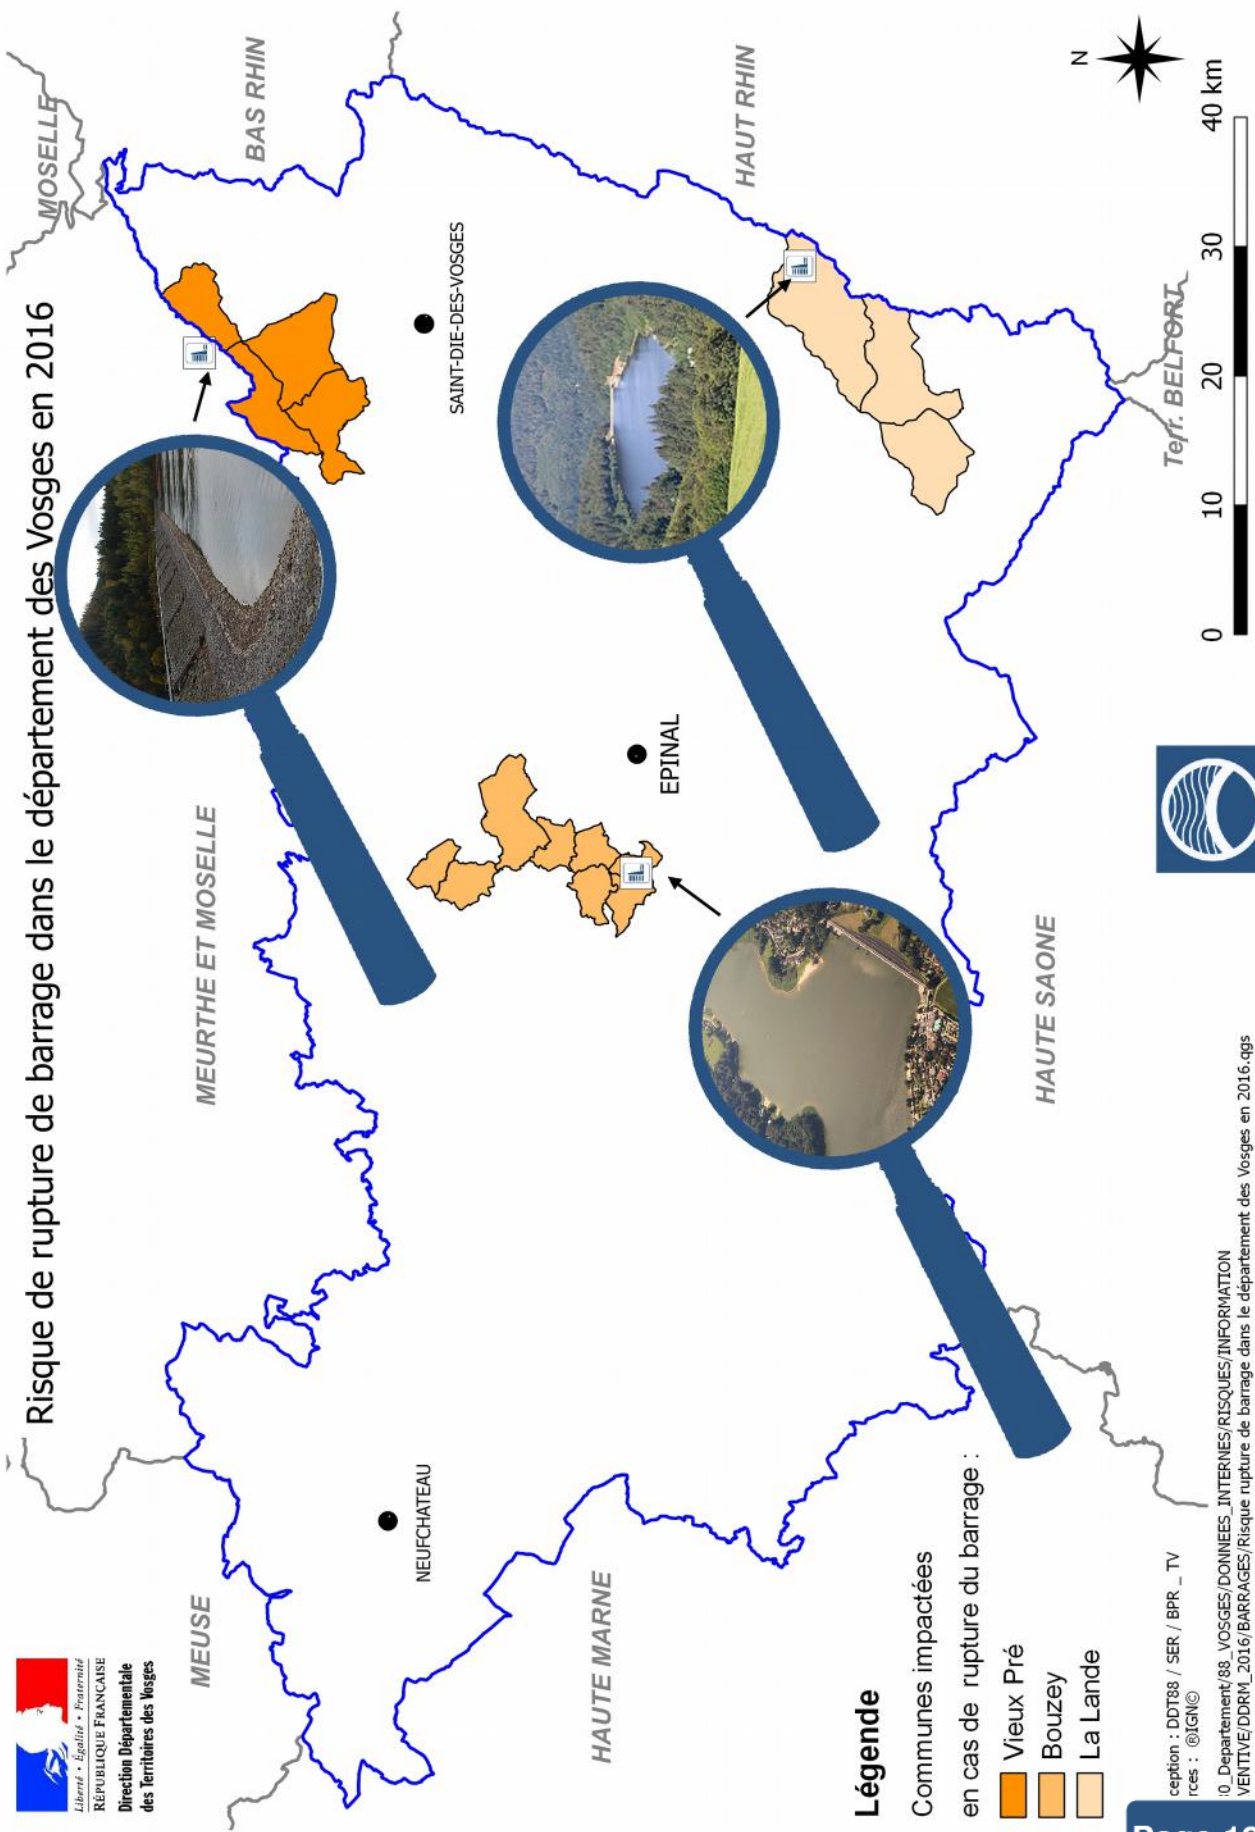 Risque de rupture de barrage dans le département des Vosges en 2016
Liberté • Égalité • Fraternité
RÉPUBLIQUE FRANÇAISE
Direction Départementale
des Territoires des Vosges
MEUSE
MEURTHE ET MOSELLE
MOSELLE
BAS RHIN
NEUFCHATEAU
SAINT-DIE-DES-VOSGES
EPINAL
HAUTE MARNE
HAUT RHIN
HAUTE SAONE
Terr. BELFORT
N
Légende
Communes impactées
en cas de rupture du barrage :
Vieux Pré
Bouzey
La Lande
0 10 20 30 40 km
ception : DDT88 / SER / BPR _ TV
rces : ®IGN©
0_Departement/88_VOSGES/DONNEES_INTERNES/RISQUES/INFORMATION
VENTIVE/DDRM_2016/BARRAGES/Risque rupture de barrage dans le département des Vosges en 2016.qgs